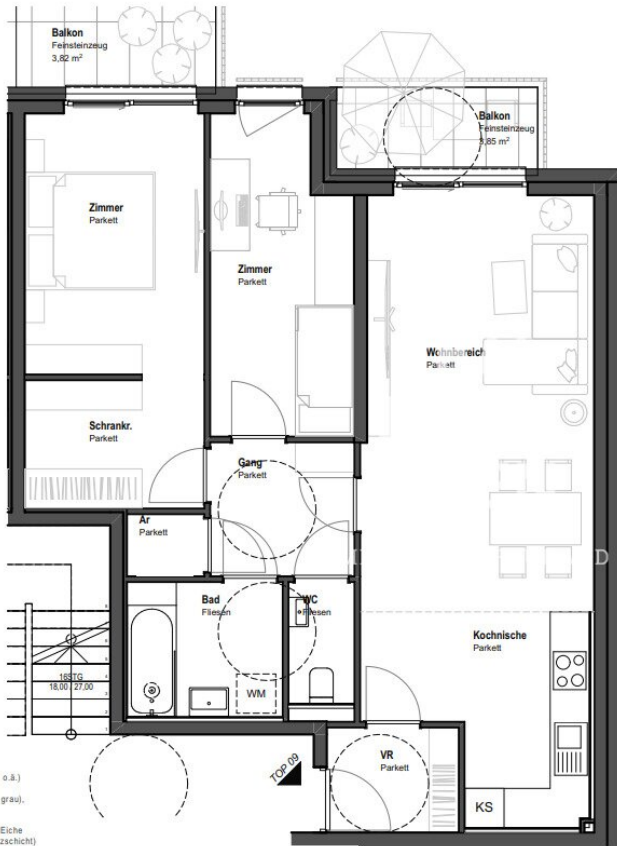 Balkon
Feinsteinzeug
3,82 m²
Balkon
Feinsteinzeug
3,85 m²
Zimmer
Parkett
Zimmer
Parkett
Wohnbereich
Parkett
Schrankr.
Parkett
Gang
Parkett
Ar
Parkett
D
Bad
Fliesen
WC
Fliesen
Kochnische
Parkett
16STG
18,00 / 27,00
WM
VR
Parkett
TOP 09
KS
o.ä.)
grau),
Eiche
zschicht)